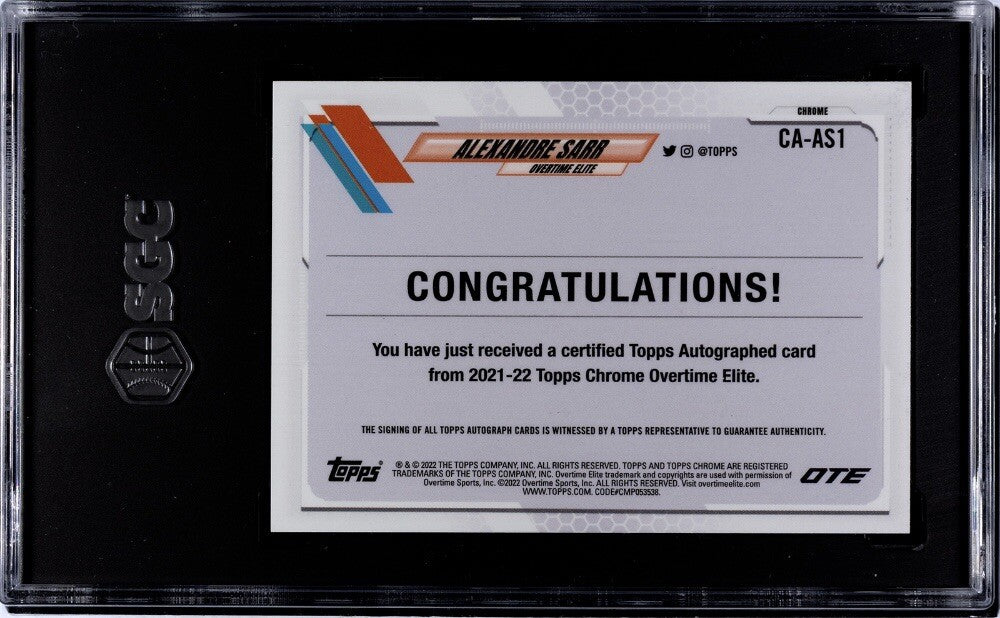 SGC
CHROME
CA-AS1
ALEXANDRE SARR
OVERTIME ELITE
@TOPPS
CONGRATULATIONS!
You have just received a certified Topps Autographed card
from 2021-22 Topps Chrome Overtime Elite.
THE SIGNING OF ALL TOPPS AUTOGRAPH CARDS IS WITNESSED BY A TOPPS REPRESENTATIVE TO GUARANTEE AUTHENTICITY.
Topps
® & © 2022 THE TOPPS COMPANY, INC. ALL RIGHTS RESERVED. TOPPS AND TOPPS CHROME ARE REGISTERED
TRADEMARKS OF THE TOPPS COMPANY, INC. Overtime Elite trademark and copyrights are used with permission of
Overtime Sports, Inc. ©2022 Overtime Sports, Inc. ALL RIGHTS RESERVED. Visit overtimeelite.com
WWW.TOPPS.COM. CODE#CMP053538.
OTE